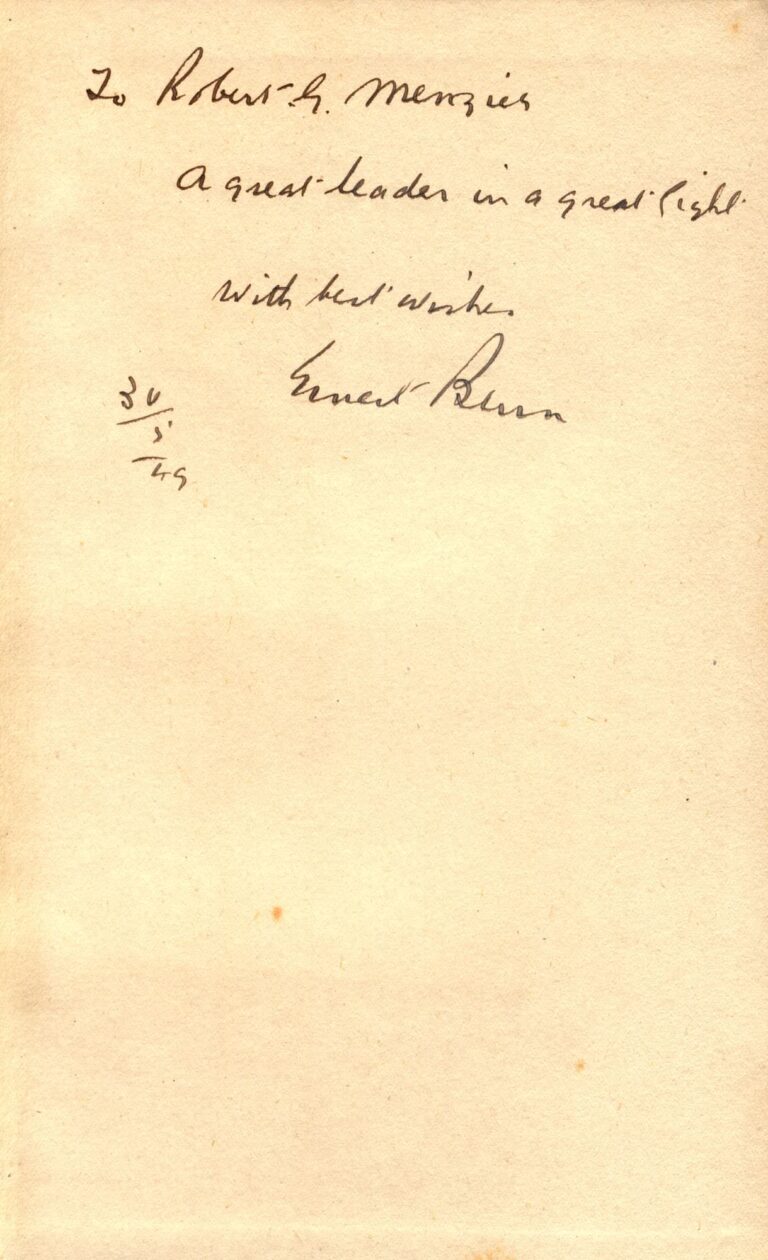 To Robert G. Menzies
A great leader in a great fight
with best wishes
Ernest Benn
30
5
49